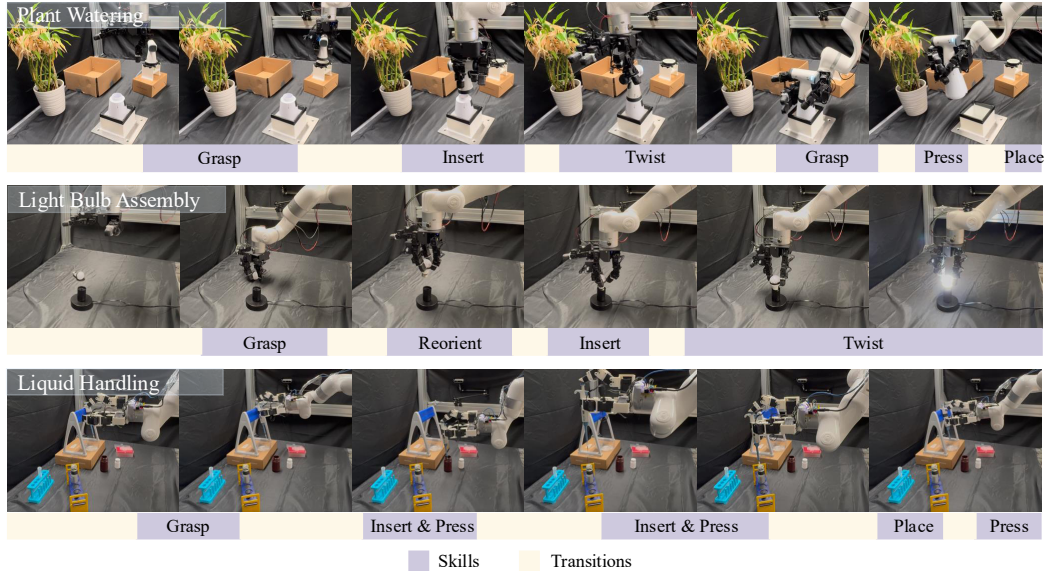 Plant Watering
Grasp
Insert
Twist
Grasp
Press
Place
Light Bulb Assembly
Grasp
Reorient
Insert
Twist
Liquid Handling
Grasp
Insert & Press
Insert & Press
Place
Press
Skills
Transitions